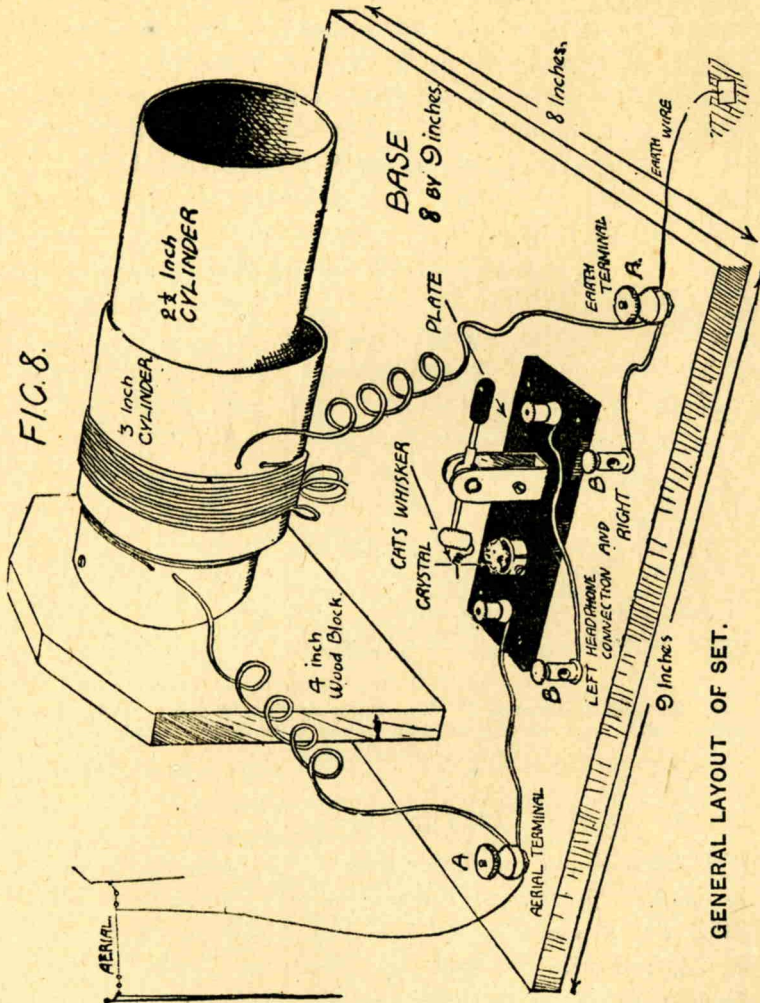 FIG. 8.
AERIAL
Inch
CYLINDER
3 Inch
CYLINDER
4 inch
Wood Block.
BASE
8 BY 9 inches
8 Inches.
PLATE
CATS WHISKER
CRYSTAL
EARTH
TERMINAL
A
EARTH WIRE
B
B
LEFT HEADPHONE
CONNECTION AND
RIGHT
A
AERIAL TERMINAL
9 Inches
GENERAL LAYOUT OF SET.